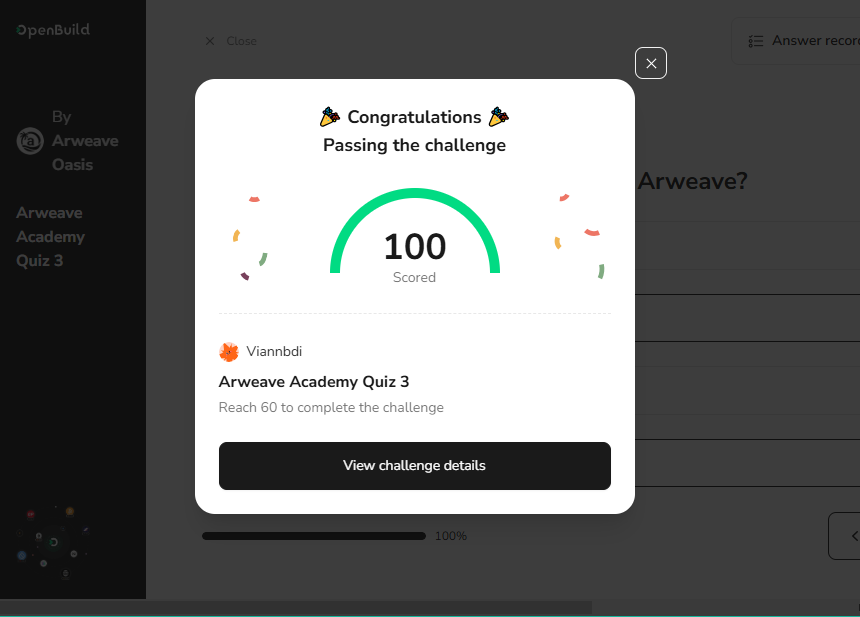 OpenBuild
Close
Answer recor
By
Arweave
Oasis
Arweave
Academy
Quiz 3
Congratulations
Passing the challenge
Arweave?
100
Scored
Viannbdi
Arweave Academy Quiz 3
Reach 60 to complete the challenge
View challenge details
100%